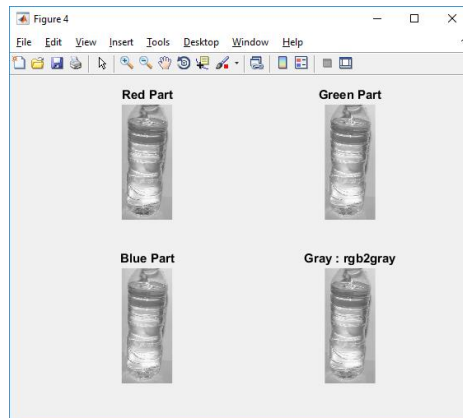 Figure 4
File Edit View Insert Tools Desktop Window Help
Red Part
Green Part
Blue Part
Gray : rgb2gray